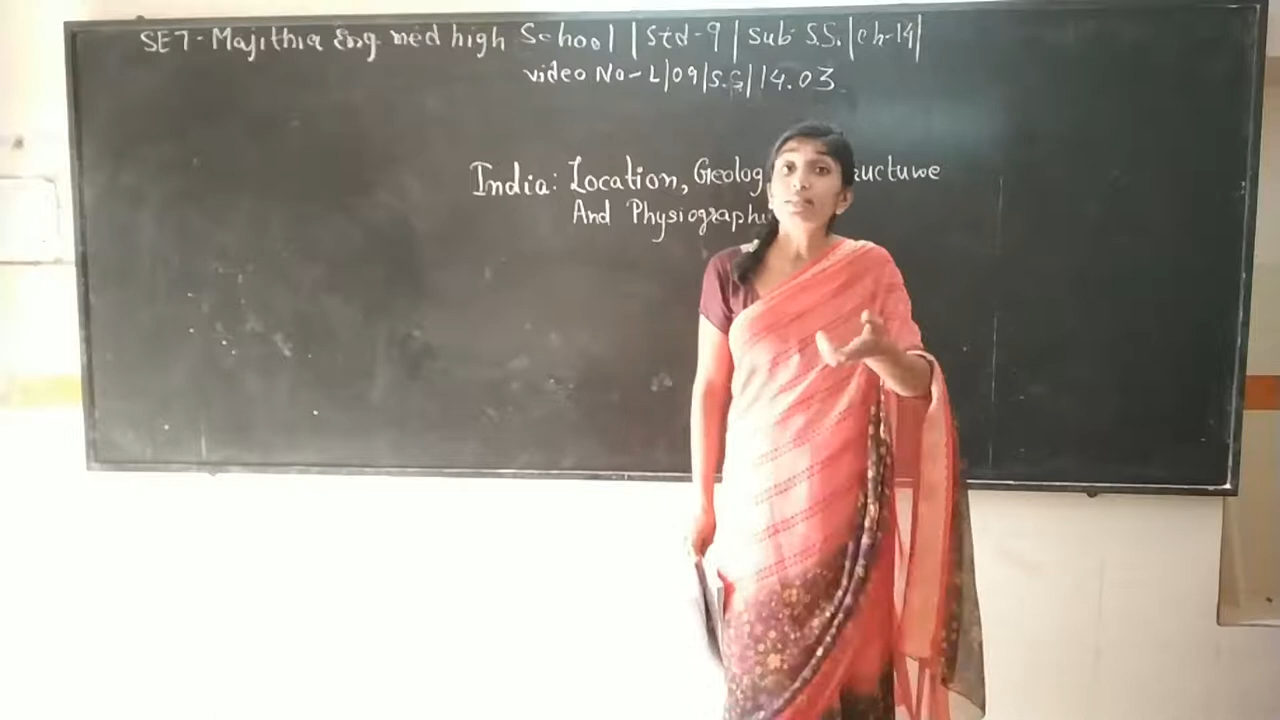 SET-Majithia Eng. med high School | Std-9 | Sub-S.S. | ch-14 |
video No-L|09|S.S|14.03
India: Location, Geolog ructure
And Physiograph